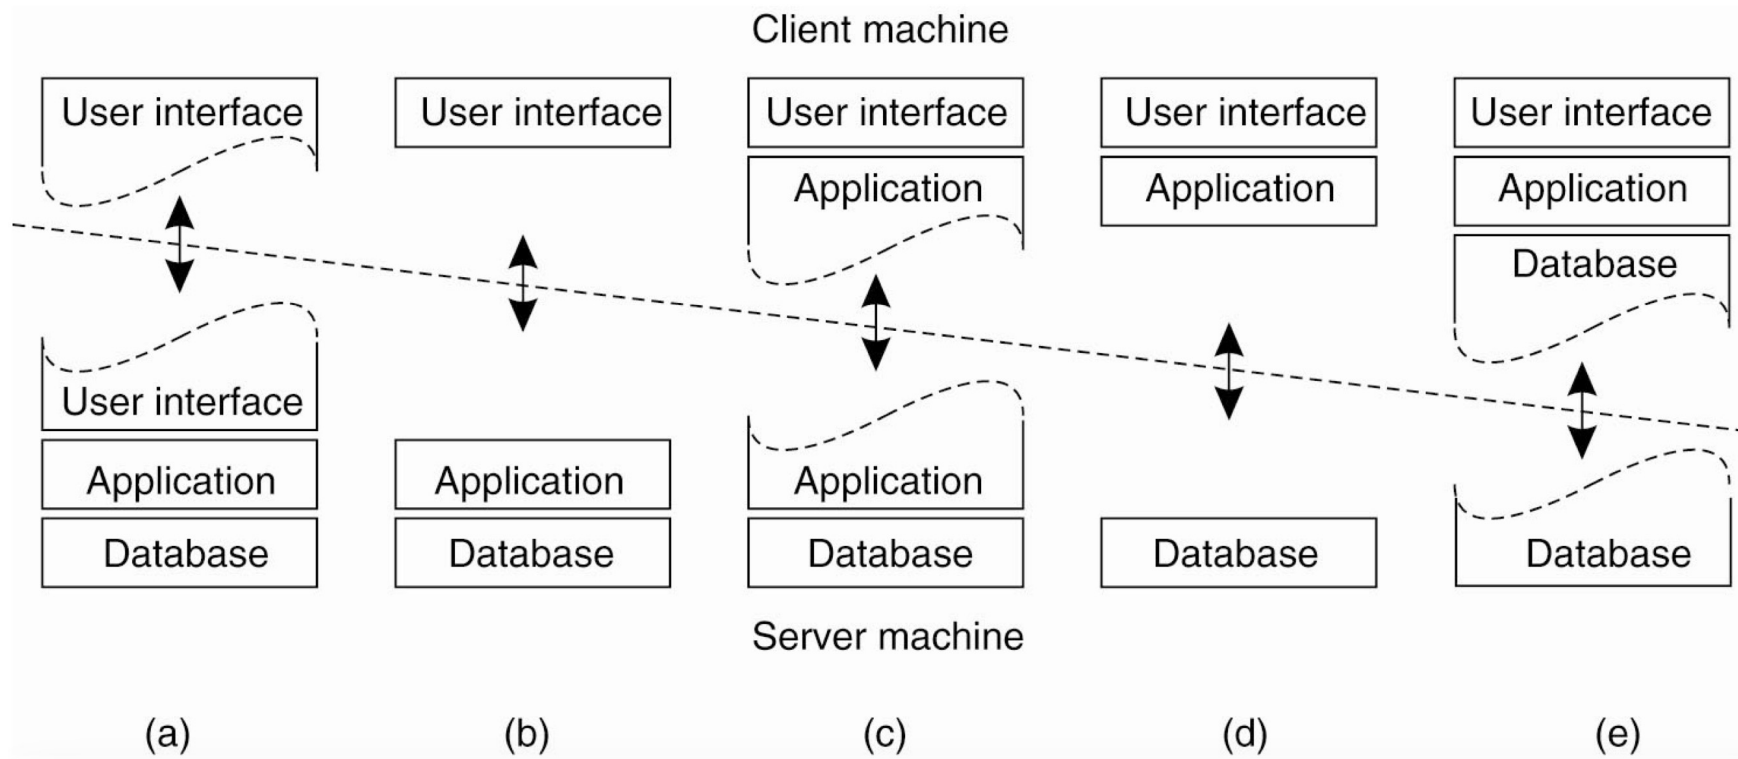 Client machine
User interface User interface User interface User interface User interface
Application Application Application
Database
User interface
Application Application Application
Database Database Database Database Database
Server machine
(a) (b) (c) (d) (e)